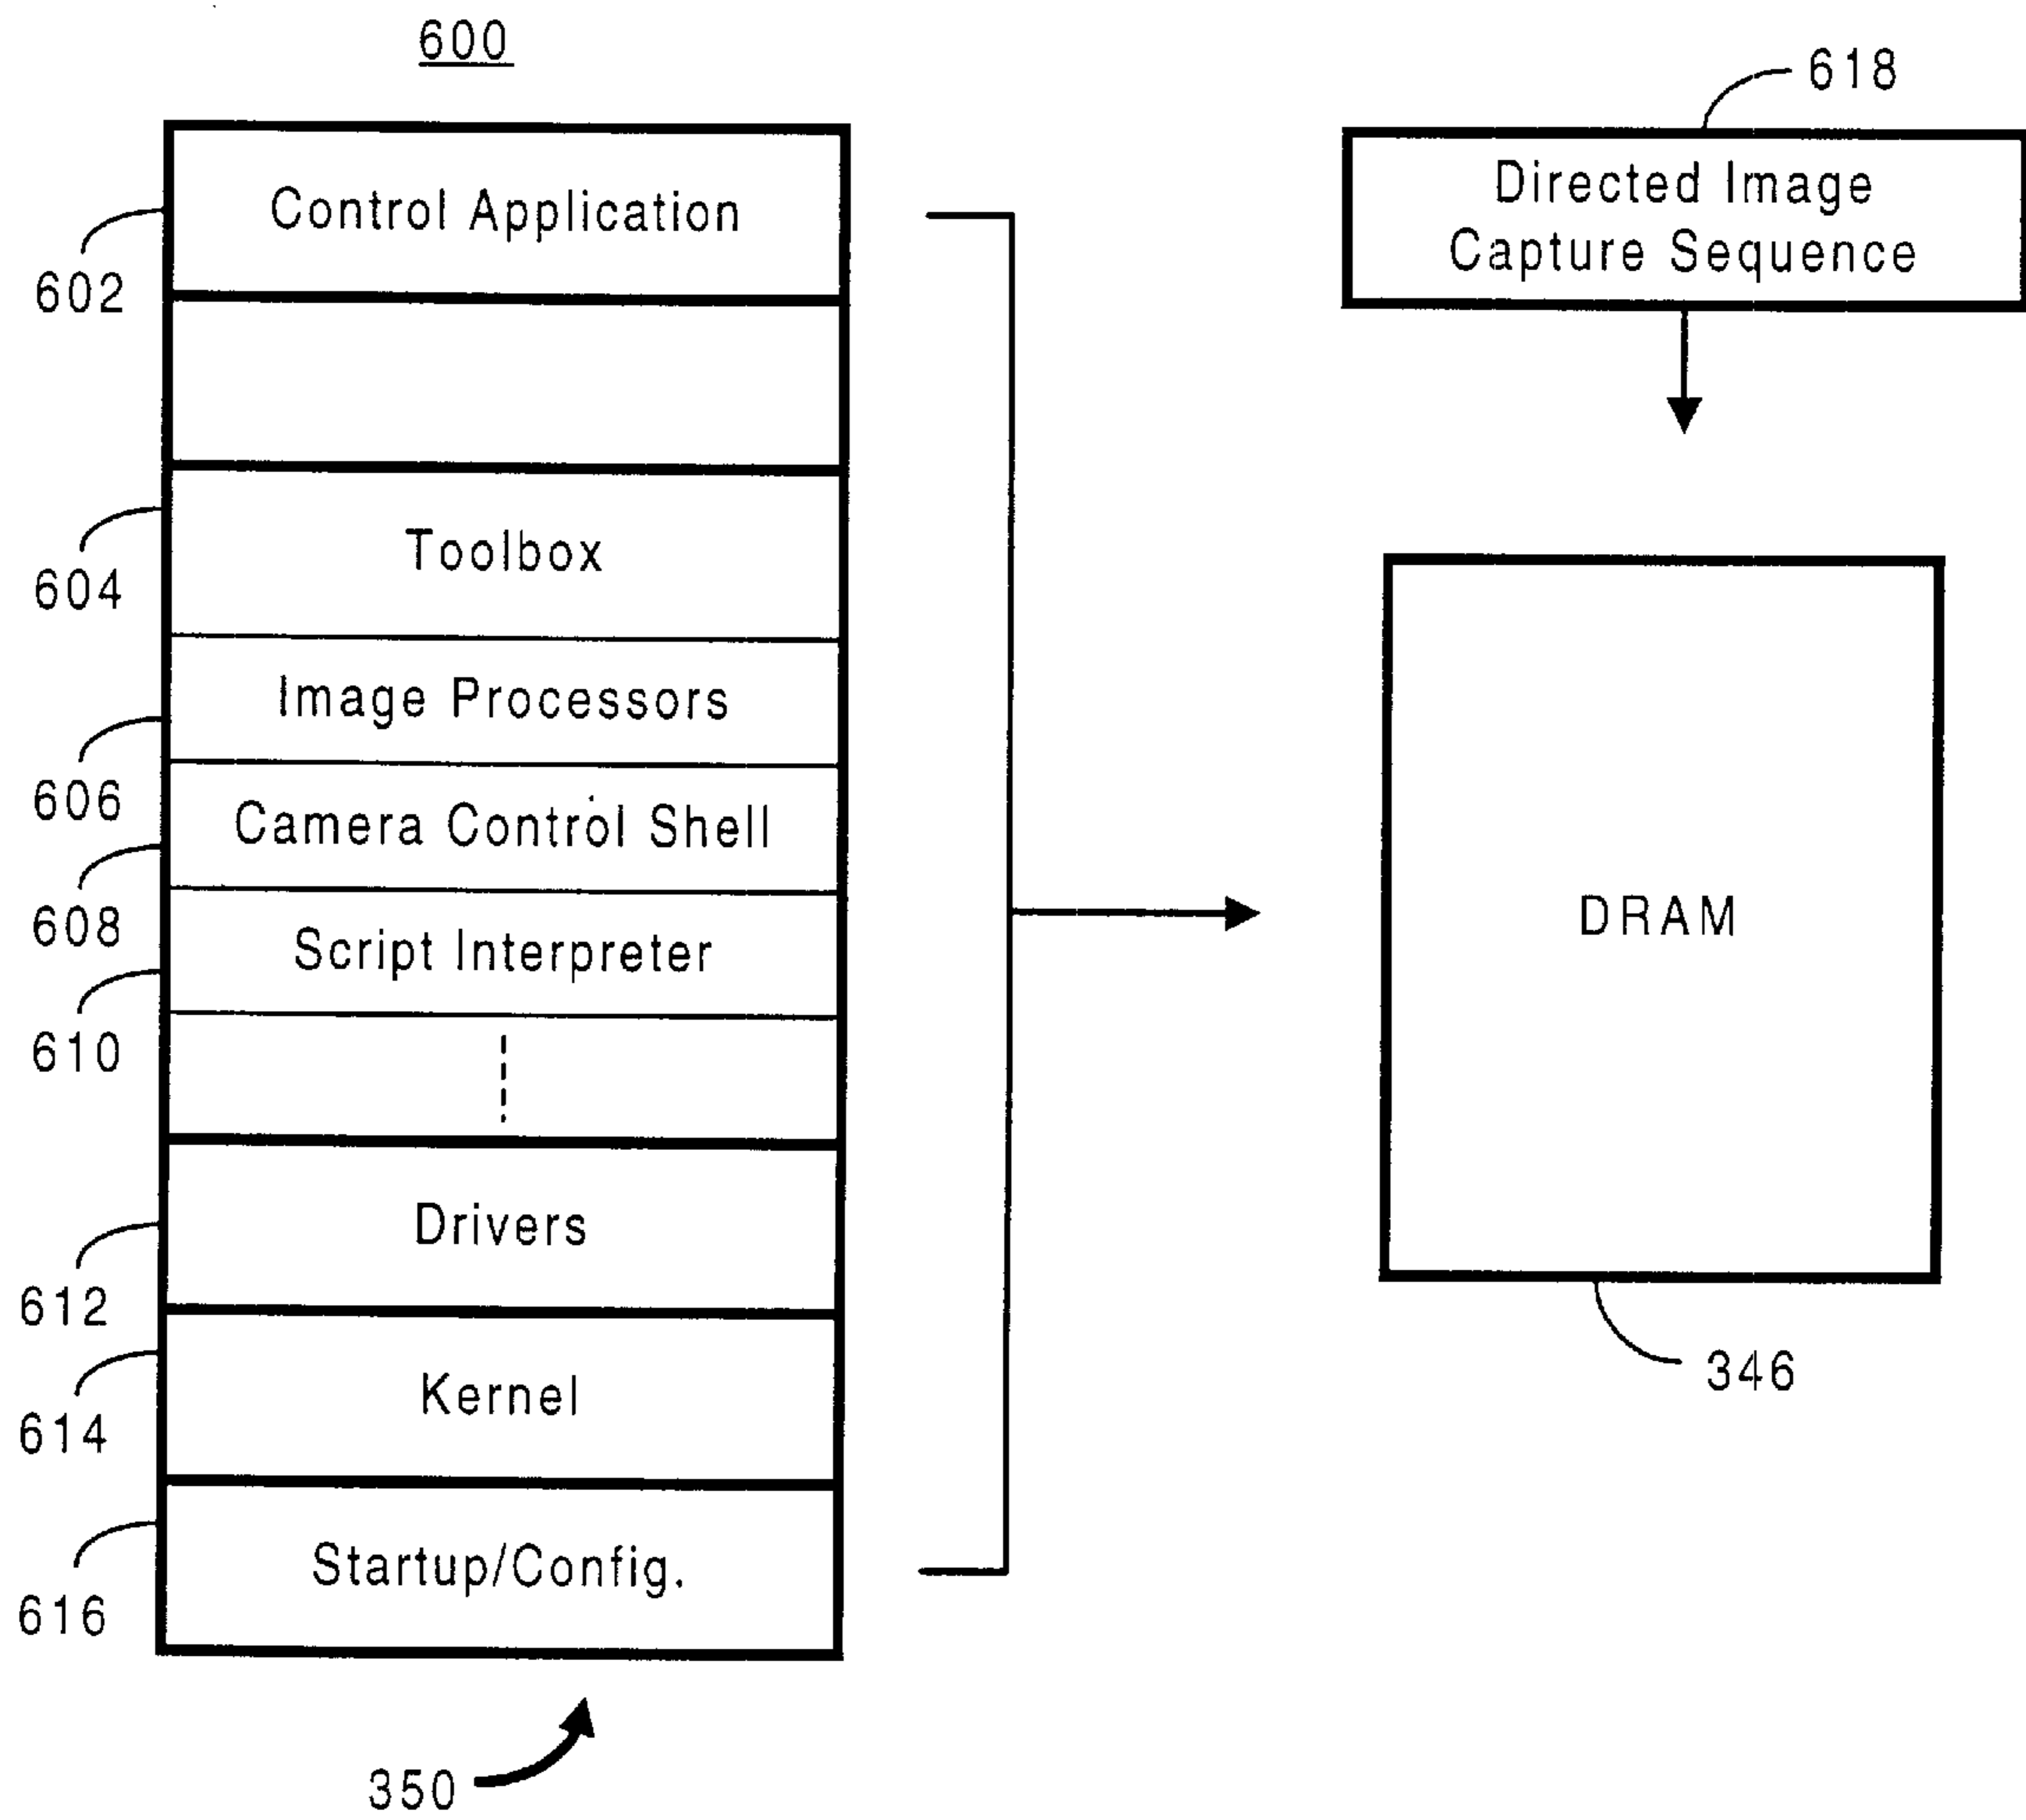 600
618
Control Application
602
Directed Image
Capture Sequence
Toolbox
604
Image Processors
606
Camera Control Shell
608
Script Interpreter
610
DRAM
Drivers
612
Kernel
614
346
Startup/Config.
616
350